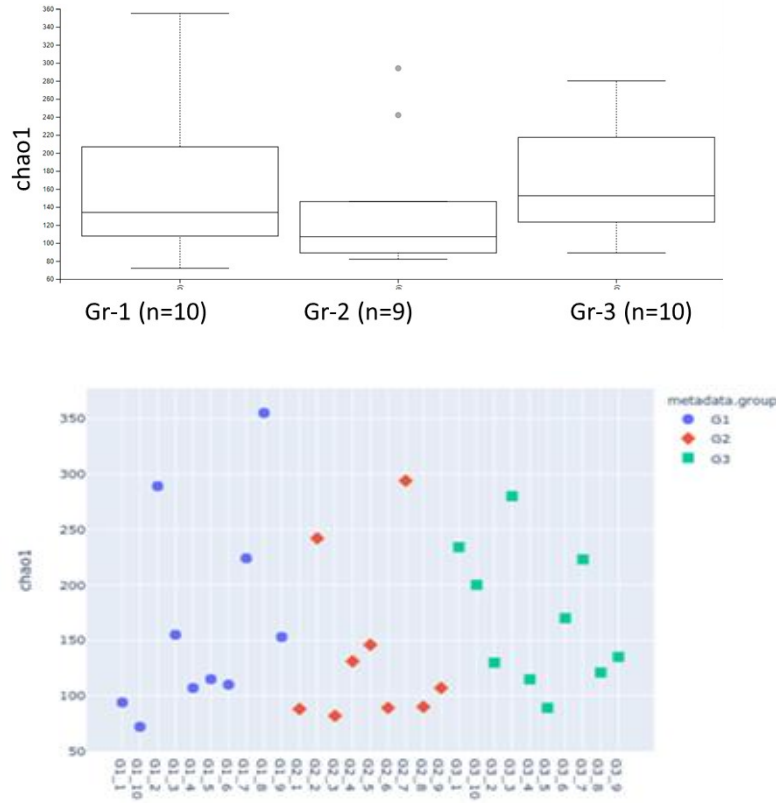 360
340
320
300
280
260
240
220
200
180
160
140
120
100
80
60
chao1
Gr-1 (n=10)
Gr-2 (n=9)
Gr-3 (n=10)
metadata.group
G1
G2
G3
350
300
250
200
150
100
50
chao1
G1_1
G1_10
G1_2
G1_3
G1_4
G1_5
G1_6
G1_7
G1_8
G1_9
G2_1
G2_2
G2_3
G2_4
G2_5
G2_6
G2_7
G2_8
G2_9
G3_1
G3_10
G3_2
G3_3
G3_4
G3_5
G3_6
G3_7
G3_8
G3_9